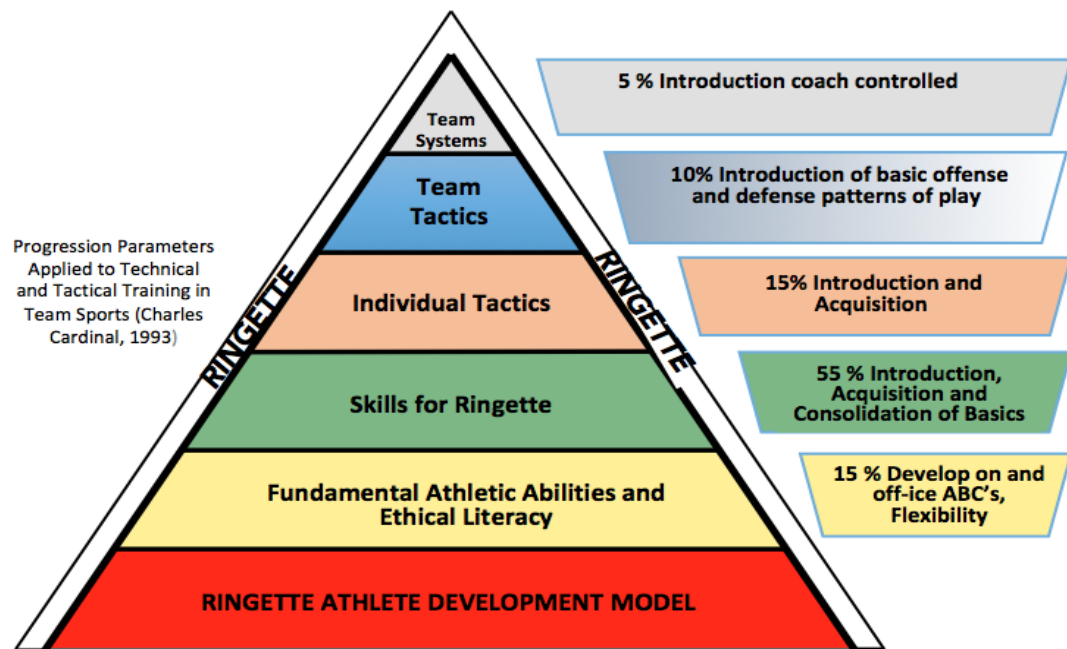 Team
Systems
5 % Introduction coach controlled
Team
Tactics
10% Introduction of basic offense
and defense patterns of play
Progression Parameters
Applied to Technical
and Tactical Training in
Team Sports (Charles
Cardinal, 1993)
RINGETTE
RINGETTE
Individual Tactics
15% Introduction and
Acquisition
Skills for Ringette
55 % Introduction,
Acquisition and
Consolidation of Basics
Fundamental Athletic Abilities and
Ethical Literacy
15 % Develop on and
off-ice ABC’s,
Flexibility
RINGETTE ATHLETE DEVELOPMENT MODEL